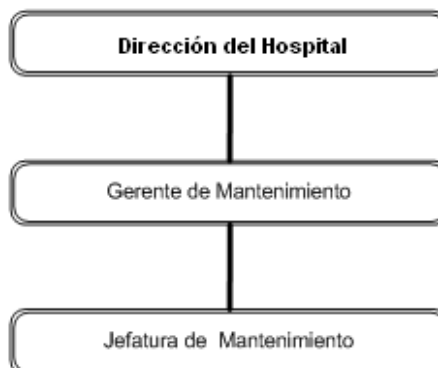 Dirección del Hospital
Gerente de Mantenimiento
Jefatura de Mantenimiento